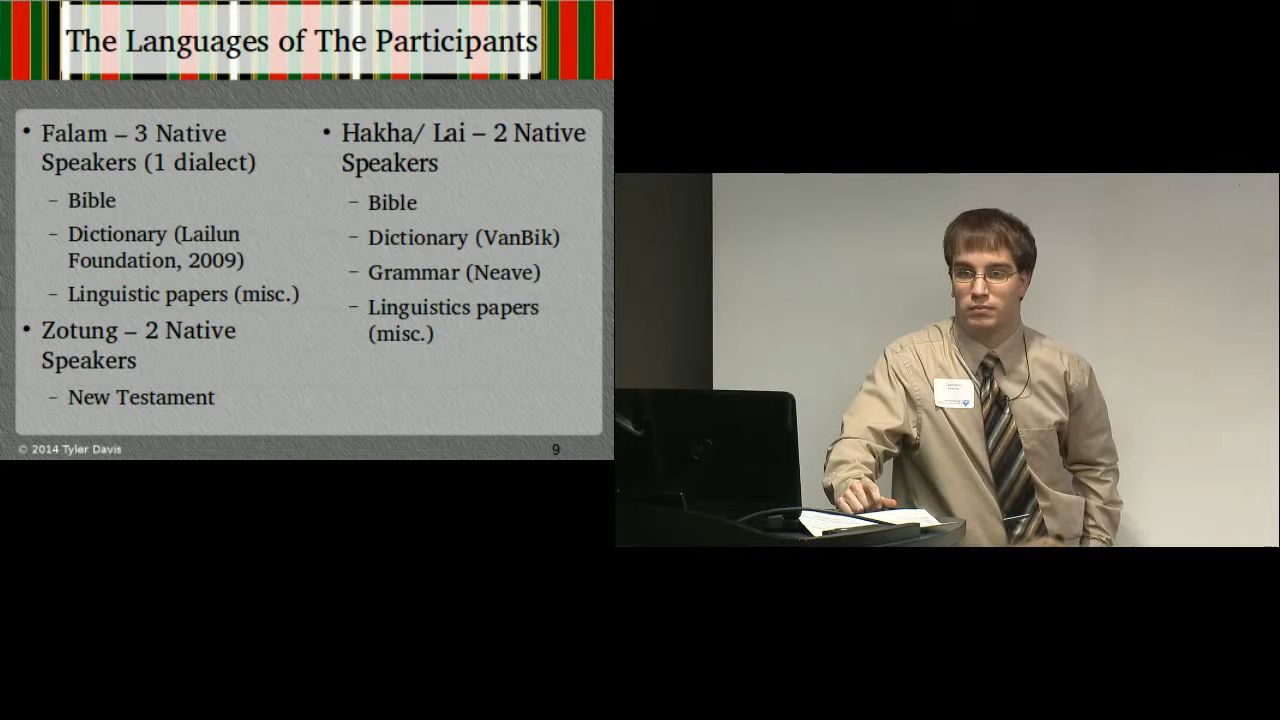 The Languages of The Participants
• Falam – 3 Native
Speakers (1 dialect)
– Bible
– Dictionary (Lailun
Foundation, 2009)
– Linguistic papers (misc.)
• Zotung – 2 Native
Speakers
– New Testament
• Hakha/ Lai – 2 Native
Speakers
– Bible
– Dictionary (VanBik)
– Grammar (Neave)
– Linguistics papers
(misc.)
© 2014 Tyler Davis
9